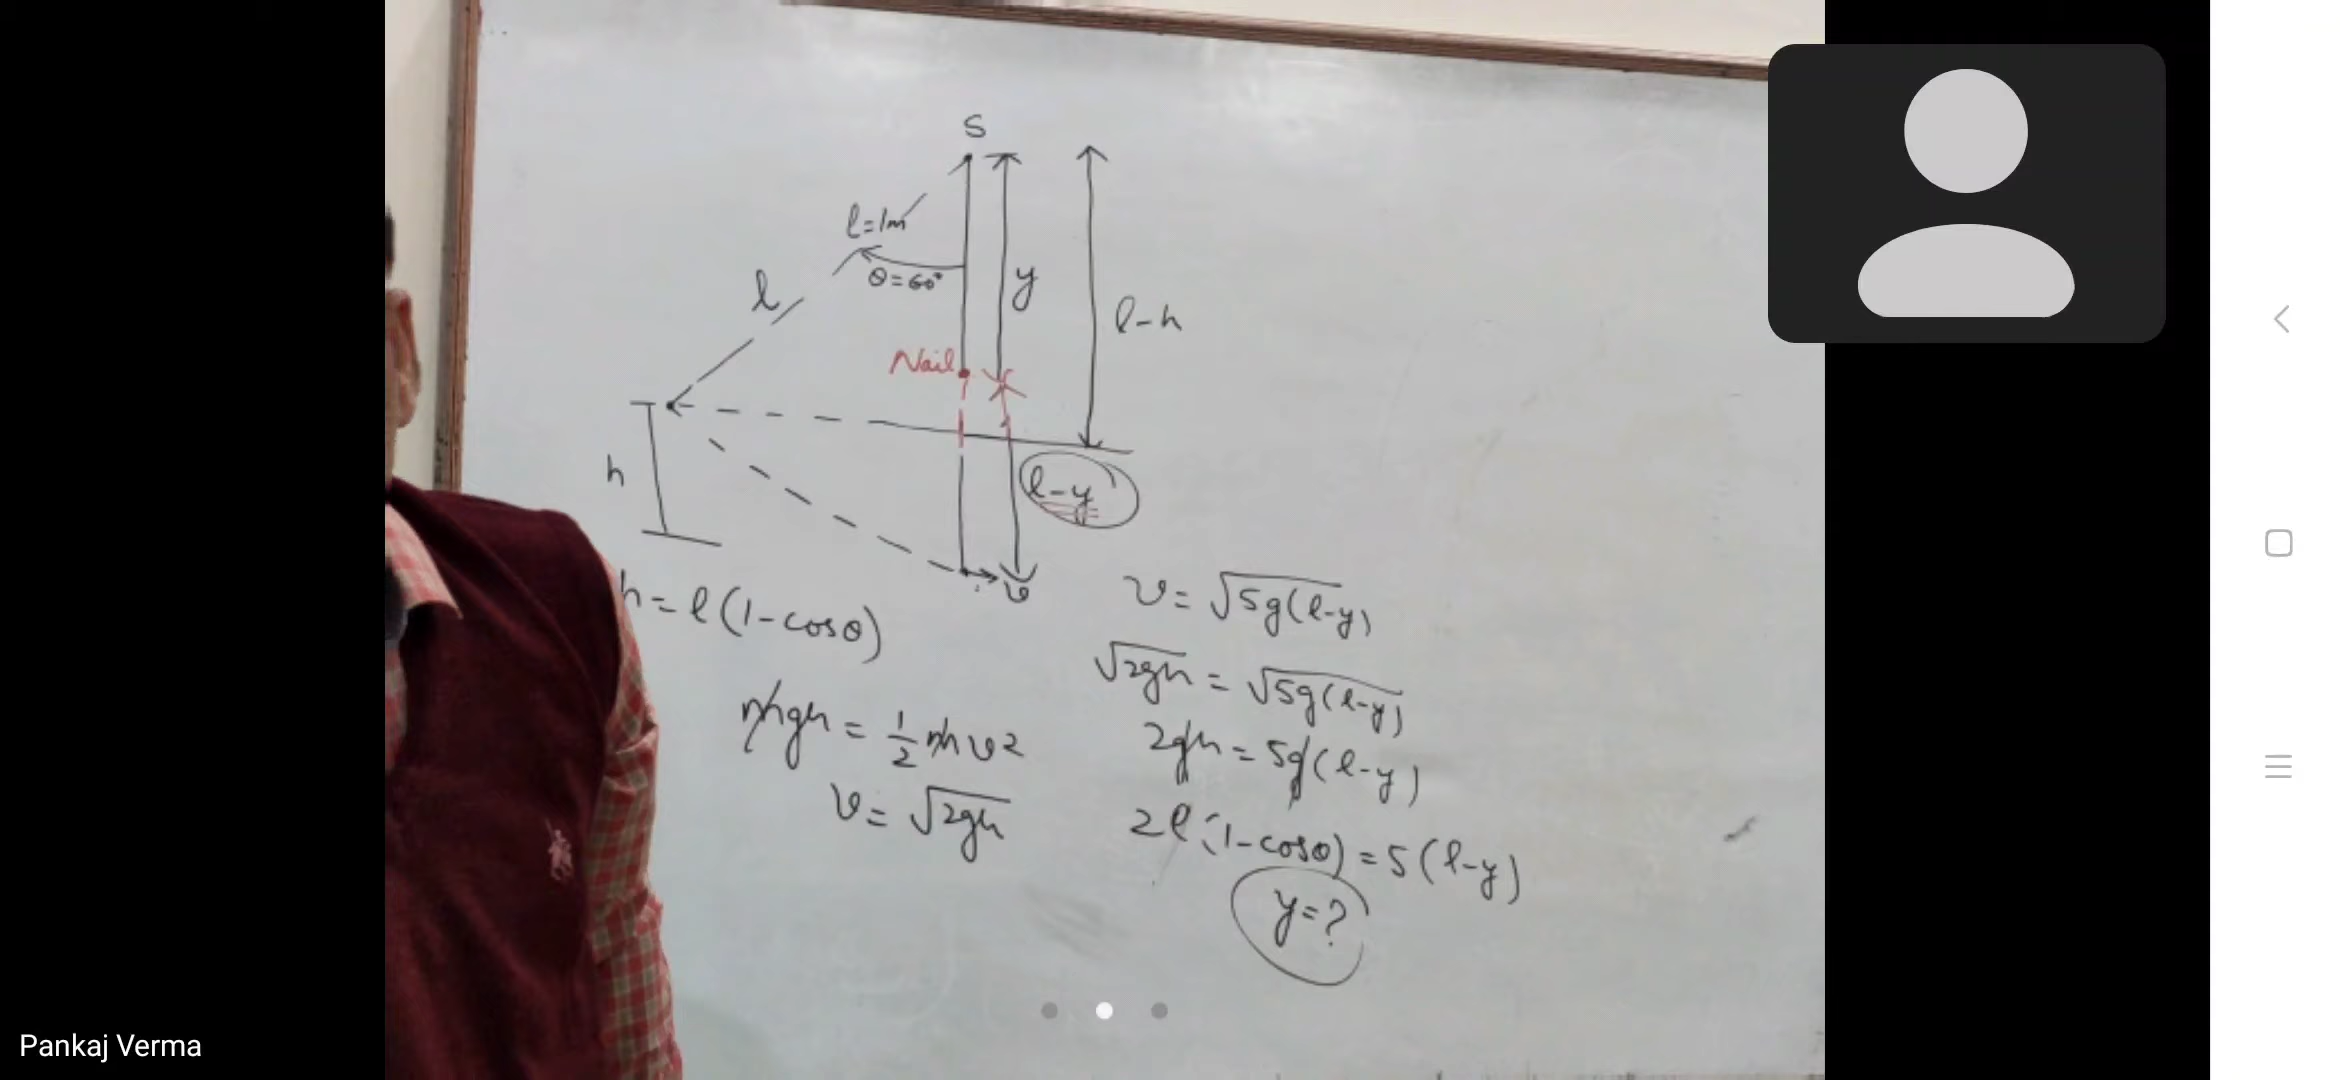 S
l=1m
θ=60°
l
y
l-h
Nail
h
l-y
v
h=l(1-cosθ)
mgh = 1/2 mv²
v= √2gh
v= √5g(l-y)
√2gh = √5g(l-y)
2gh = 5g(l-y)
2l(1-cosθ) = 5(l-y)
y=?
Pankaj Verma